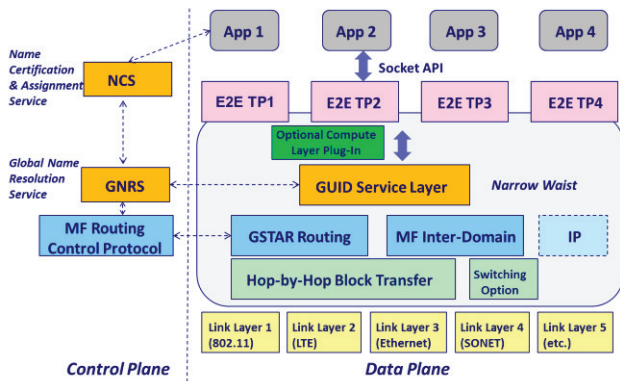 App 1
App 2
App 3
App 4
Name
Certification
& Assignment
Service
NCS
Socket API
E2E TP1
E2E TP2
E2E TP3
E2E TP4
Optional Compute
Layer Plug-In
Global Name
Resolution
Service
GNRS
GUID Service Layer
Narrow Waist
MF Routing
Control Protocol
GSTAR Routing
MF Inter-Domain
IP
Hop-by-Hop Block Transfer
Switching
Option
Link Layer 1
(802.11)
Link Layer 2
(LTE)
Link Layer 3
(Ethernet)
Link Layer 4
(SONET)
Link Layer 5
(etc.)
Control Plane
Data Plane